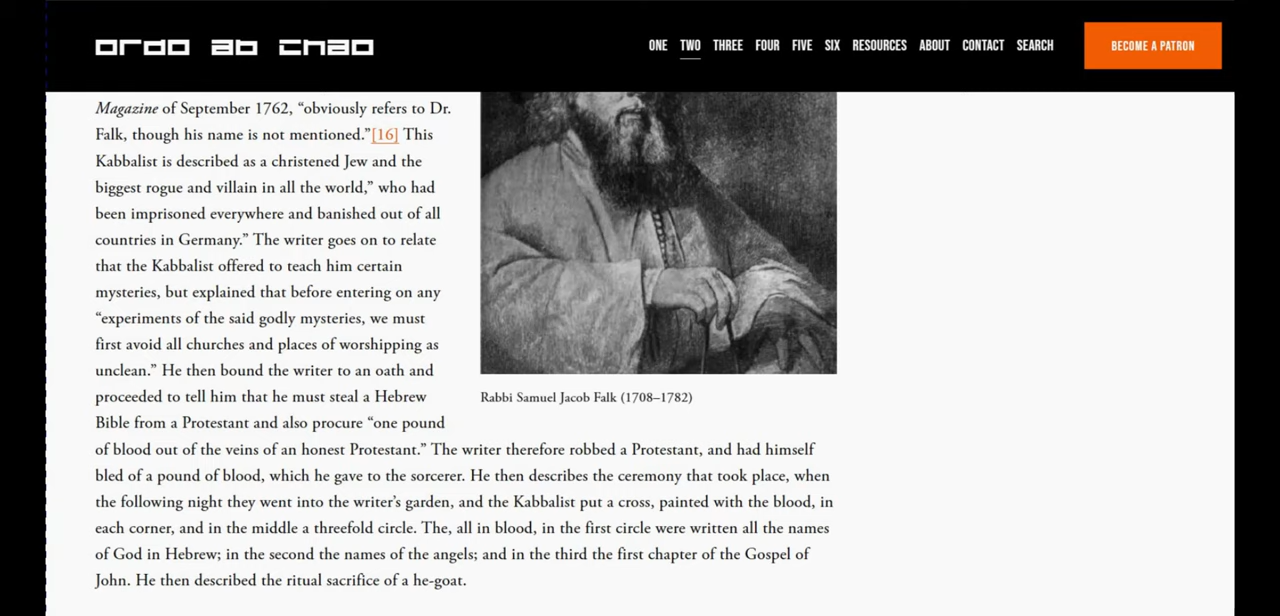 ordo ab chao
ONE TWO THREE FOUR FIVE SIX RESOURCES ABOUT CONTACT SEARCH
BECOME A PATRON
Magazine of September 1762, “obviously refers to Dr.
Falk, though his name is not mentioned.”[16] This
Kabbalist is described as a christened Jew and the
biggest rogue and villain in all the world,” who had
been imprisoned everywhere and banished out of all
countries in Germany.” The writer goes on to relate
that the Kabbalist offered to teach him certain
mysteries, but explained that before entering on any
“experiments of the said godly mysteries, we must
first avoid all churches and places of worshipping as
unclean.” He then bound the writer to an oath and
proceeded to tell him that he must steal a Hebrew
Bible from a Protestant and also procure “one pound
of blood out of the veins of an honest Protestant.” The writer therefore robbed a Protestant, and had himself
bled of a pound of blood, which he gave to the sorcerer. He then describes the ceremony that took place, when
the following night they went into the writer’s garden, and the Kabbalist put a cross, painted with the blood, in
each corner, and in the middle a threefold circle. The, all in blood, in the first circle were written all the names
of God in Hebrew; in the second the names of the angels; and in the third the first chapter of the Gospel of
John. He then described the ritual sacrifice of a he-goat.
Rabbi Samuel Jacob Falk (1708–1782)